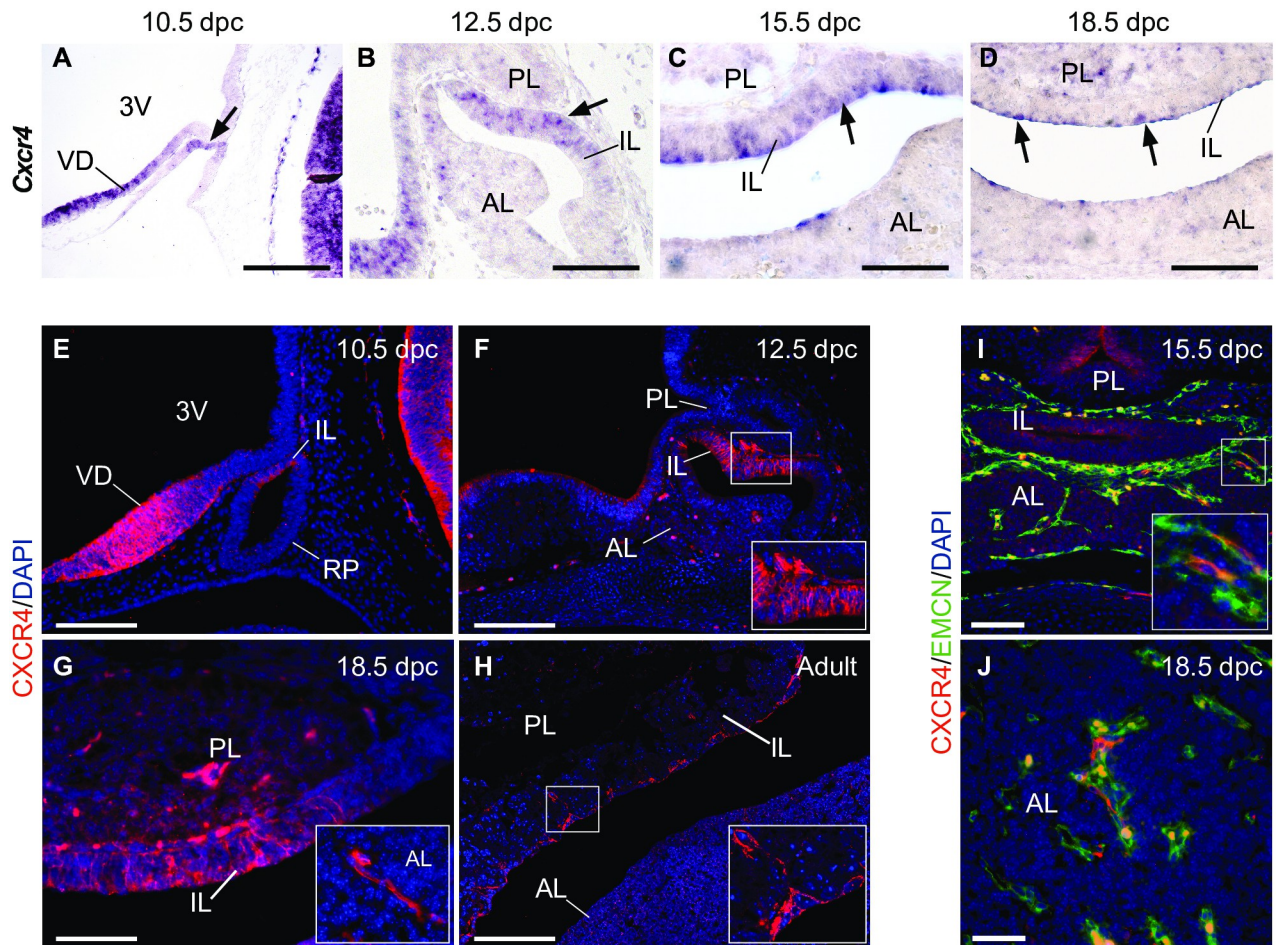 10.5 dpc 12.5 dpc 15.5 dpc 18.5 dpc
Cxcr4
A
3V
VD
B
PL
IL
AL
C
PL
IL
AL
D
PL
IL
AL
CXCR4/DAPI
E
10.5 dpc
3V
IL
VD
RP
F
12.5 dpc
PL
IL
AL
G
18.5 dpc
PL
IL
AL
H
Adult
PL
IL
AL
CXCR4/EMCN/DAPI
I
15.5 dpc
PL
IL
AL
J
18.5 dpc
AL